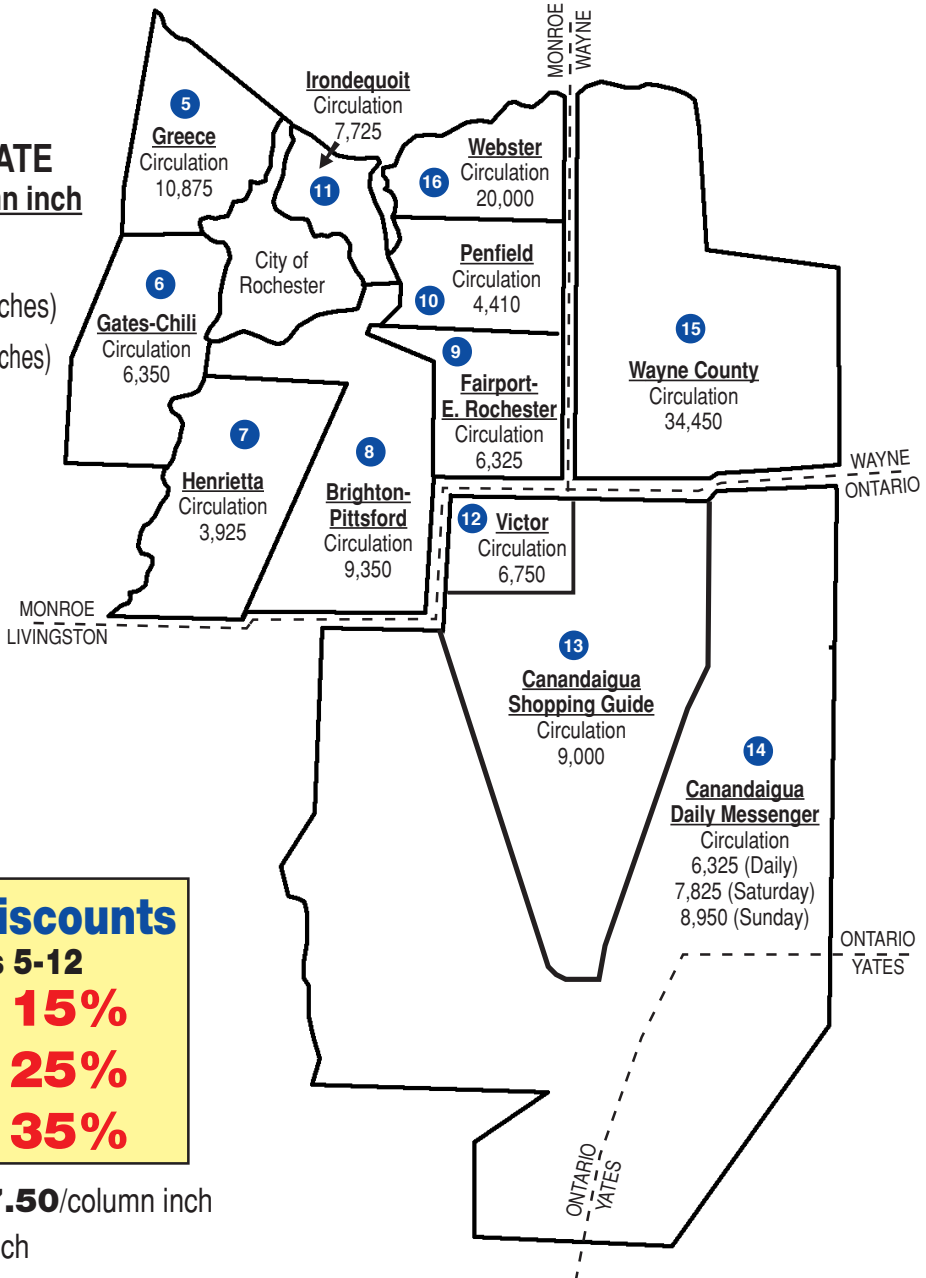 MONROE
WAYNE
5
Greece
Circulation
10,875
Irondequoit
Circulation
7,725
11
16
Webster
Circulation
20,000
ATE
n inch
ches)
ches)
City of
Rochester
10
Penfield
Circulation
4,410
6
Gates-Chili
Circulation
6,350
9
Fairport-
E. Rochester
Circulation
6,325
15
Wayne County
Circulation
34,450
7
Henrietta
Circulation
3,925
8
Brighton-
Pittsford
Circulation
9,350
WAYNE
ONTARIO
12
Victor
Circulation
6,750
MONROE
LIVINGSTON
13
Canandaigua
Shopping Guide
Circulation
9,000
14
Canandaigua
Daily Messenger
Circulation
6,325 (Daily)
7,825 (Saturday)
8,950 (Sunday)
ONTARIO
YATES
ONTARIO
YATES
iscounts
s 5-12
15%
25%
35%
7.50/column inch
ch